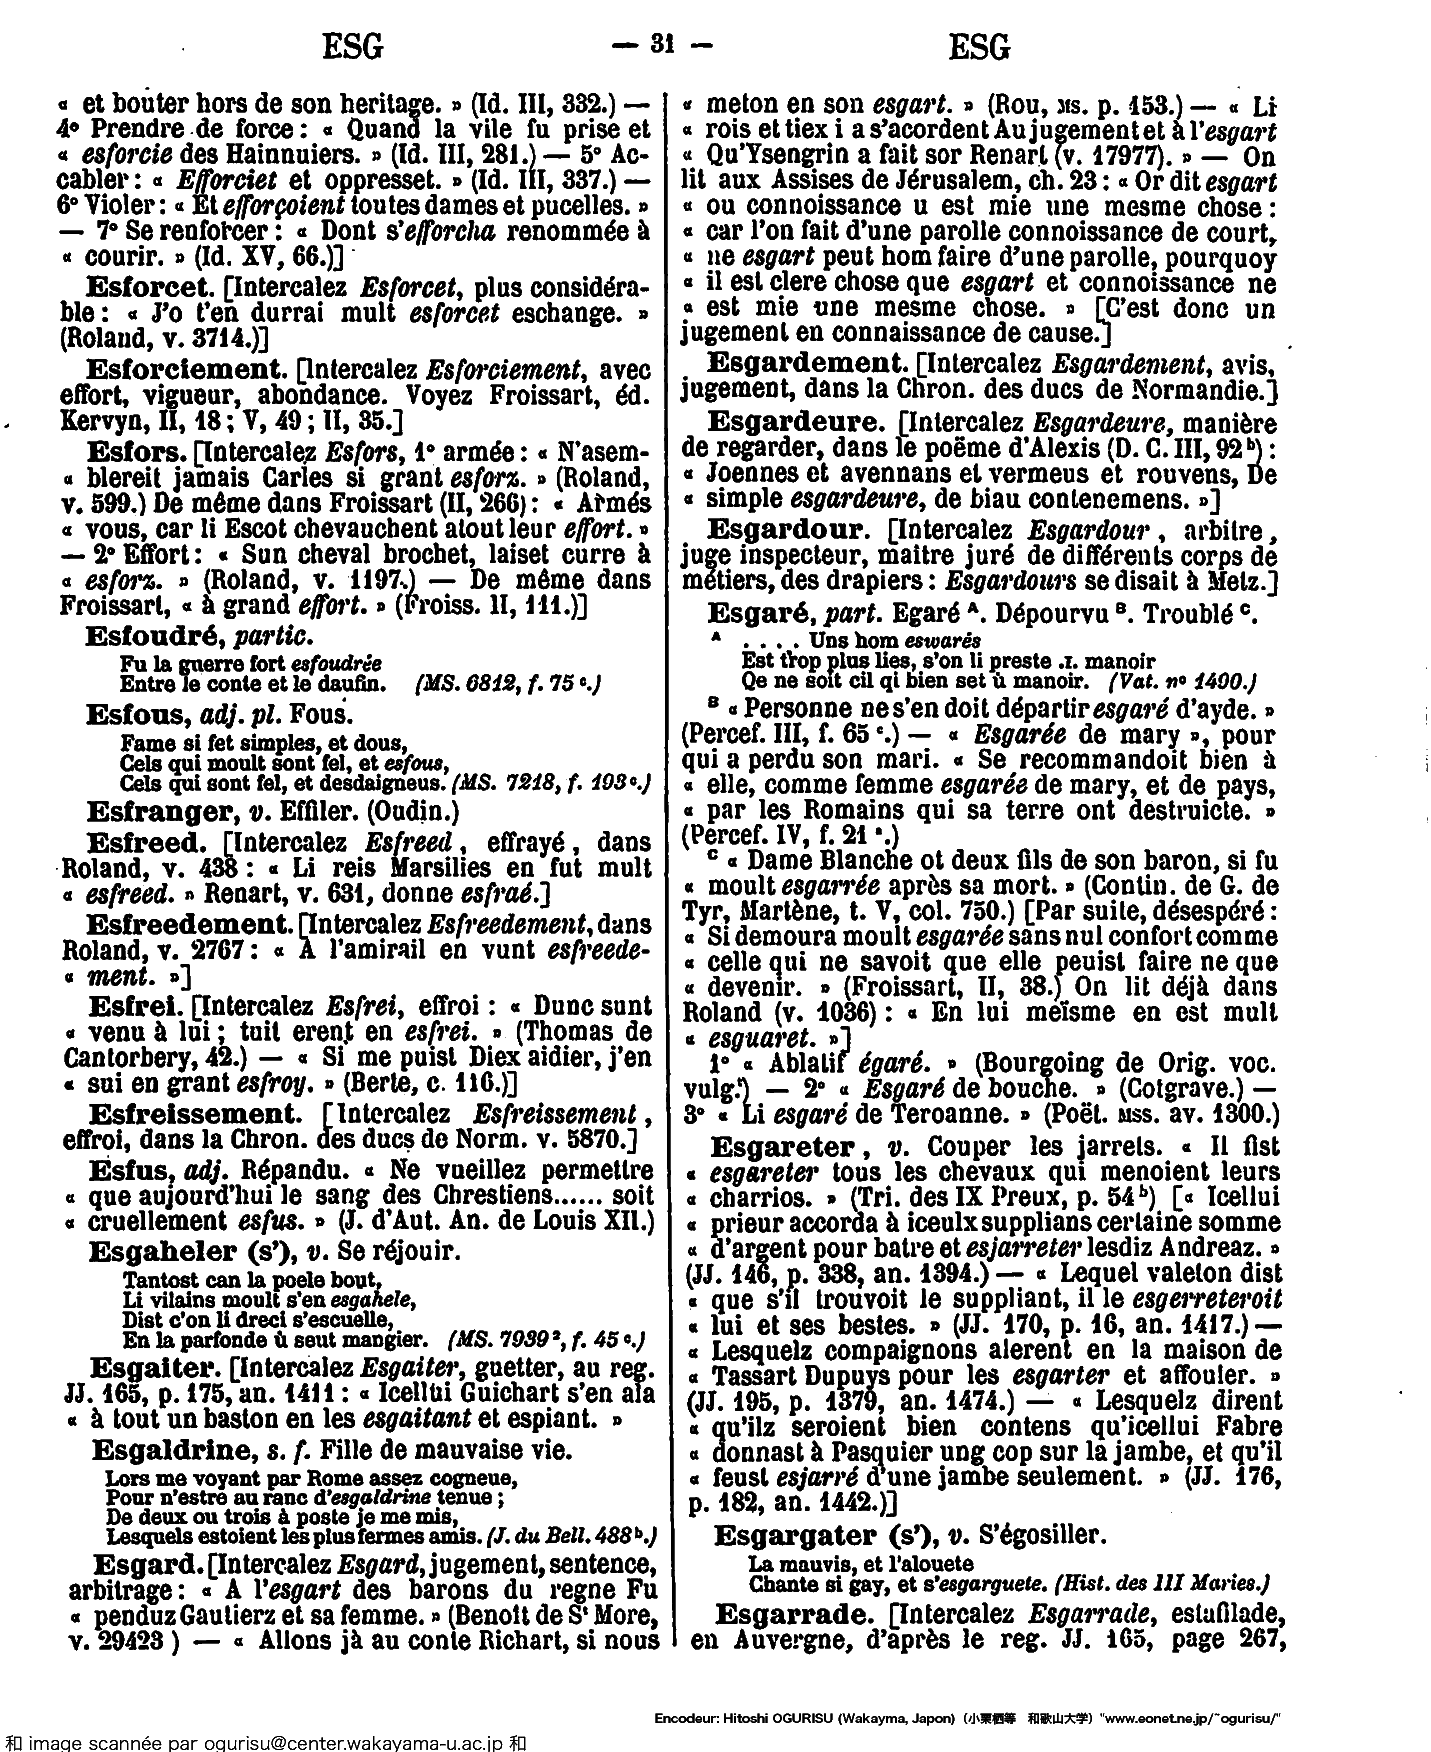 ESG — 31 — ESG
« et bouter hors de son heritage. » (Id. III, 332.) —
4º Prendre de force : « Quand la vile fu prise et
« esforcie des Hainnuiers. » (Id. III, 281.) — 5º Ac-
cabler : « Efforciet et oppresset. » (Id. III, 337.) —
6º Violer : « Et efforçoient toutes dames et pucelles. »
— 7º Se renforcer : « Dont s'efforcha renommée à
« courir. » (Id. XV, 66.)]
Esforcet. [Intercalez Esforcet, plus considéra-
ble : « J'o t'en durrai mult esforcet eschange. »
(Roland, v. 3714.)]
Esforciement. [Intercalez Esforciement, avec
effort, vigueur, abondance. Voyez Froissart, éd.
Kervyn, II, 18 ; V, 49 ; II, 35.]
Esfors. [Intercalez Esfors, 1º armée : « N'asem-
« blereit jamais Carles si grant esforz. » (Roland,
v. 599.) De même dans Froissart (II, 266) : « Armés
« vous, car li Escot chevauchent atout leur effort. »
— 2º Effort : « Sun cheval brochet, laiset curre à
« esforz. » (Roland, v. 1197.) — De même dans
Froissart, « à grand effort. » (Froiss. II, 111.)]
Esfoudré, partic.
Fu la guerre fort esfoudrée
Entre le conte et le daufin. (MS. 6812, f. 75 c.)
Esfous, adj. pl. Fous.
Fame si fet simples, et dous,
Cels qui moult sont fel, et esfous,
Cels qui sont fel, et desdaigneus. (MS. 7218, f. 193 c.)
Esfranger, v. Effiler. (Oudin.)
Esfreed. [Intercalez Esfreed, effrayé, dans
Roland, v. 438 : « Li reis Marsilies en fut mult
« esfreed. » Renart, v. 631, donne esfraé.]
Esfreedement. [Intercalez Esfreedement, dans
Roland, v. 2767 : « A l'amirail en vunt esfreede-
« ment. »]
Esfrei. [Intercalez Esfrei, effroi : « Dunc sunt
« venu à lui ; tuit erent en esfrei. » (Thomas de
Cantorbery, 42.) — « Si me puist Diex aidier, j'en
« sui en grant esfroy. » (Berte, c. 116.)]
Esfreissement. [Intercalez Esfreissement,
effroi, dans la Chron. des ducs de Norm. v. 5870.]
Esfus, adj. Répandu. « Ne vueillez permettre
« que aujourd'hui le sang des Chrestiens...... soit
« cruellement esfus. » (J. d'Aut. An. de Louis XII.)
Esgaheler (s'), v. Se réjouir.
Tantost can la poele bout,
Li vilains moult s'en esgahele,
Dist c'on li dreci s'escuelle,
En la parfonde ù seut mangier. (MS. 7939 ², f. 45 c.)
Esgaiter. [Intercalez Esgaiter, guetter, au reg.
JJ. 165, p. 175, an. 1411 : « Icellui Guichart s'en ala
« à tout un baston en les esgaitant et espiant. »
Esgaldrine, s. f. Fille de mauvaise vie.
Lors me voyant par Rome assez cogneue,
Pour n'estre au ranc d'esgaldrine tenue ;
De deux ou trois à poste je me mis,
Lesquels estoient les plus fermes amis. (J. du Bell. 488 b.)
Esgard. [Intercalez Esgard, jugement, sentence,
arbitrage : « A l'esgart des barons du regne Fu
« penduz Gautierz et sa femme. » (Benoit de St More,
v. 29423 ) — « Allons jà au conte Richart, si nous
« meton en son esgart. » (Rou, MS. p. 153.) — « Li
« rois et tiex i a s'acordent Au jugement et à l'esgart
« Qu'Ysengrin a fait sor Renart (v. 17977). » — On
lit aux Assises de Jérusalem, ch. 23 : « Or dit esgart
« ou connoissance u est mie une mesme chose :
« car l'on fait d'une parolle connoissance de court,
« ne esgart peut hom faire d'une parolle, pourquoy
« il est clere chose que esgart et connoissance ne
« est mie une mesme chose. » [C'est donc un
jugement en connaissance de cause.]
Esgardement. [Intercalez Esgardement, avis,
jugement, dans la Chron. des ducs de Normandie.]
Esgardeure. [Intercalez Esgardeure, manière
de regarder, dans le poëme d'Alexis (D. C. III, 92 b) :
« Joennes et avennans et vermeus et rouvens, De
« simple esgardeure, de biau contenemens. »]
Esgardour. [Intercalez Esgardour, arbitre,
juge inspecteur, maitre juré de différents corps de
métiers, des drapiers : Esgardours se disait à Metz.]
Esgaré, part. Egaré A. Dépourvu B. Troublé C.
A . . . . Uns hom eswarés
Est trop plus lies, s'on li preste .I. manoir
Qe ne soit cil qi bien set ù manoir. (Vat. nº 1490.)
B « Personne ne s'en doit départir esgaré d'ayde. »
(Percef. III, f. 65 c.) — « Esgarée de mary », pour
qui a perdu son mari. « Se recommandoit bien à
« elle, comme femme esgarée de mary, et de pays,
« par les Romains qui sa terre ont destruicte. »
(Percef. IV, f. 21 a.)
C « Dame Blanche ot deux fils de son baron, si fu
« moult esgarrée après sa mort. » (Contin. de G. de
Tyr, Martène, t. V, col. 750.) [Par suite, désespéré :
« Si demoura moult esgarée sans nul confort comme
« celle qui ne savoit que elle peuist faire ne que
« devenir. » (Froissart, II, 38.) On lit déjà dans
Roland (v. 1036) : « En lui meïsme en est mult
« esguaret. »]
1º « Ablatif égaré. » (Bourgoing de Orig. voc.
vulg.) — 2º « Esgaré de bouche. » (Cotgrave.) —
3º « Li esgaré de Teroanne. » (Poët. MSS. av. 1300.)
Esgareter, v. Couper les jarrets. « Il fist
« esgareter tous les chevaux qui menoient leurs
« charrios. » (Tri. des IX Preux, p. 54 b) [« Icellui
« prieur accorda à iceulx supplians certaine somme
« d'argent pour batre et esjarreter lesdiz Andreaz. »
(JJ. 146, p. 338, an. 1394.) — « Lequel valeton dist
« que s'il trouvoit le suppliant, il le esgerreteroit
« lui et ses bestes. » (JJ. 170, p. 16, an. 1417.) —
« Lesquelz compaignons alerent en la maison de
« Tassart Dupuys pour les esgarter et affouler. »
(JJ. 195, p. 1379, an. 1474.) — « Lesquelz dirent
« qu'ilz seroient bien contens qu'icellui Fabre
« donnast à Pasquier ung cop sur la jambe, et qu'il
« feust esjarré d'une jambe seulement. » (JJ. 176,
p. 182, an. 1442.)]
Esgargater (s'), v. S'égosiller.
La mauvis, et l'alouete
Chante si gay, et s'esgarguete. (Hist. des III Maries.)
Esgarrade. [Intercalez Esgarrade, estafilade,
en Auvergne, d'après le reg. JJ. 165, page 267,
Encodeur: Hitoshi OGURISU (Wakayma, Japon) (小栗栖等 和歌山大学) "www.eonet.ne.jp/~ogurisu/"
和 image scannée par ogurisu@center.wakayama-u.ac.jp 和